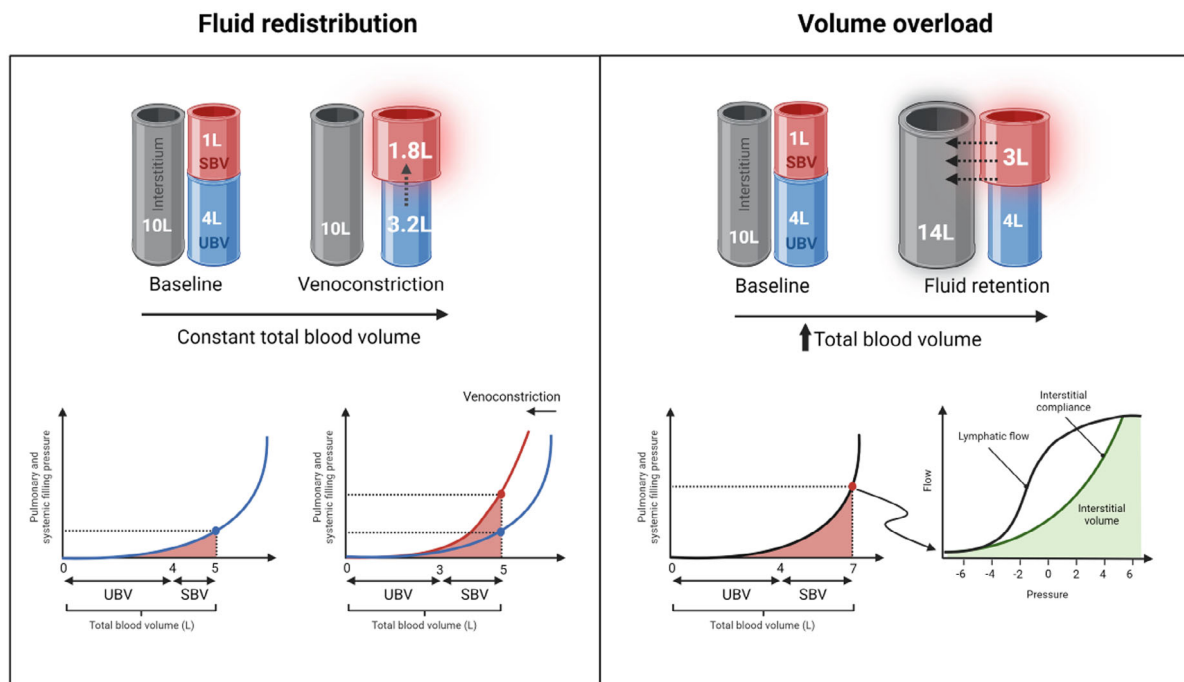 Fluid redistribution
Volume overload
1L
SBV
Interstitium
10L
4L
UBV
Baseline
1.8L
10L
3.2L
Venoconstriction
Constant total blood volume
1L
SBV
Interstitium
10L
4L
UBV
Baseline
3L
14L
4L
Fluid retention
Total blood volume
Pulmonary and
systemic filling pressure
0
4
5
UBV
SBV
Total blood volume (L)
Venoconstriction
Pulmonary and
systemic filling pressure
0
3
5
UBV
SBV
Total blood volume (L)
Pulmonary and
systemic filling pressure
0
4
7
UBV
SBV
Total blood volume (L)
Interstitial
compliance
Lymphatic flow
Flow
Interstitial
volume
-6 -4 -2 0 2 4 6
Pressure